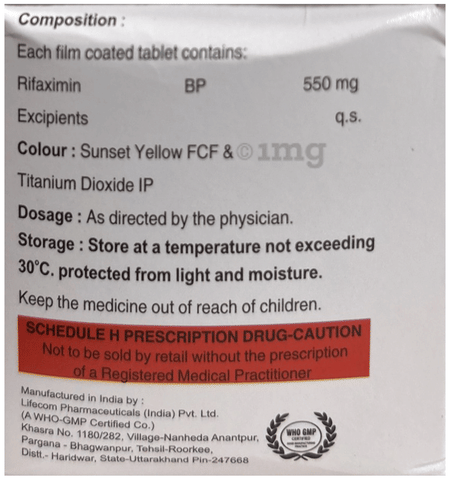 Composition :
Each film coated tablet contains:
Rifaximin BP 550 mg
Excipients q.s.
Colour : Sunset Yellow FCF & © 1mg
Titanium Dioxide IP
Dosage : As directed by the physician.
Storage : Store at a temperature not exceeding
30°C. protected from light and moisture.
Keep the medicine out of reach of children.
SCHEDULE H PRESCRIPTION DRUG-CAUTION
Not to be sold by retail without the prescription
of a Registered Medical Practitioner
Manufactured in India by :
Lifecom Pharmaceuticals (India) Pvt. Ltd.
(A WHO-GMP Certified Co.)
Khasra No. 1180/282, Village-Nanheda Anantpur,
Pargana - Bhagwanpur, Tehsil-Roorkee,
Distt.- Haridwar, State-Uttarakhand Pin-247668
WHO GMP
CERTIFIED